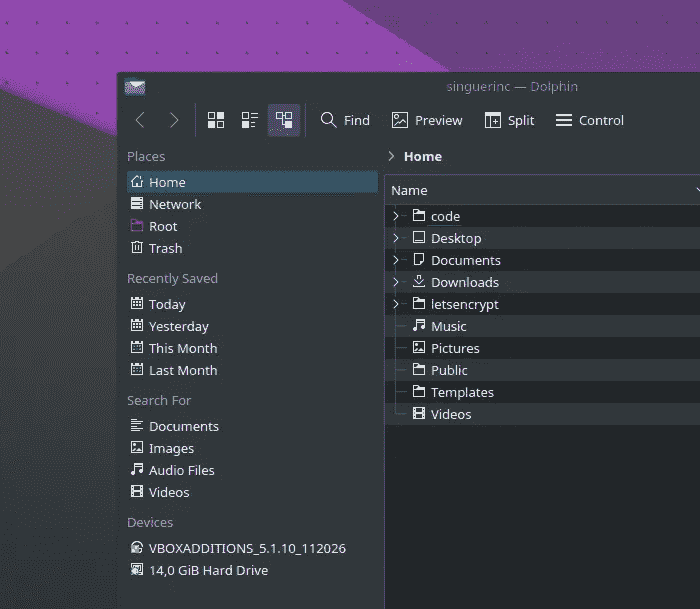 singuerinc — Dolphin
Find Preview Split Control
Places
Home
Network
Root
Trash
Recently Saved
Today
Yesterday
This Month
Last Month
Search For
Documents
Images
Audio Files
Videos
Devices
VBOXADDITIONS_5.1.10_112026
14,0 GiB Hard Drive
Home
Name
code
Desktop
Documents
Downloads
letsencrypt
Music
Pictures
Public
Templates
Videos